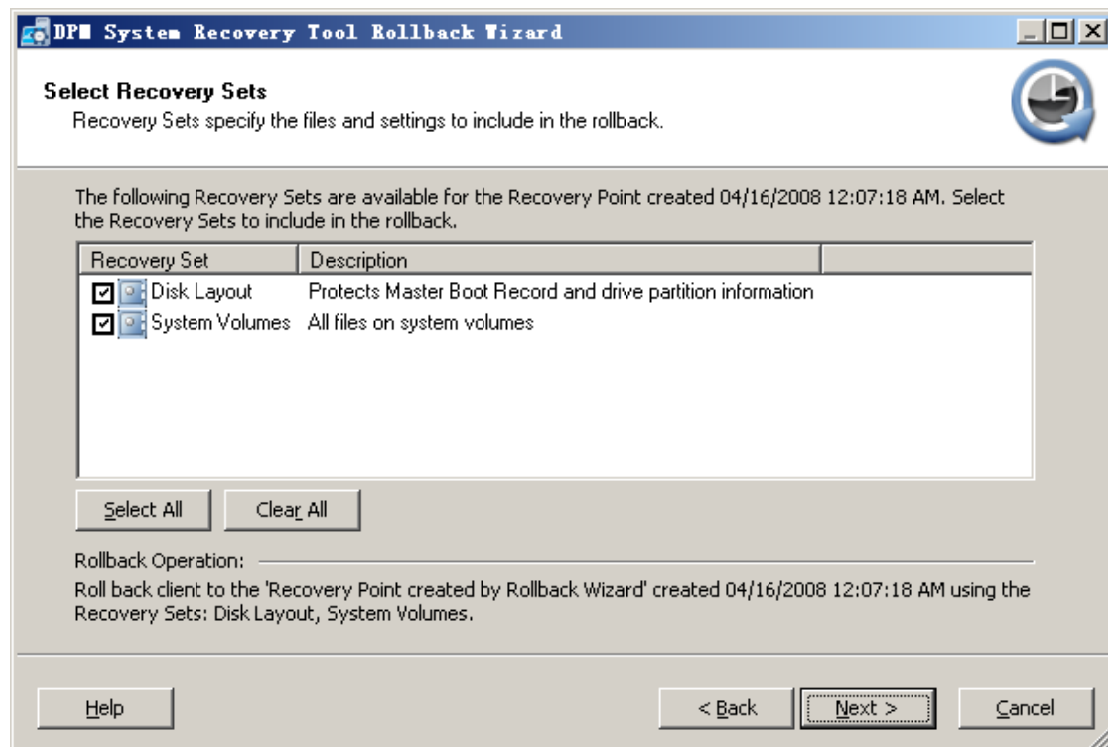 DPM System Recovery Tool Rollback Wizard
Select Recovery Sets
Recovery Sets specify the files and settings to include in the rollback.
The following Recovery Sets are available for the Recovery Point created 04/16/2008 12:07:18 AM. Select
the Recovery Sets to include in the rollback.
Recovery Set Description
Disk Layout Protects Master Boot Record and drive partition information
System Volumes All files on system volumes
Select All Clear All
Rollback Operation:
Roll back client to the 'Recovery Point created by Rollback Wizard' created 04/16/2008 12:07:18 AM using the
Recovery Sets: Disk Layout, System Volumes.
Help < Back Next > Cancel